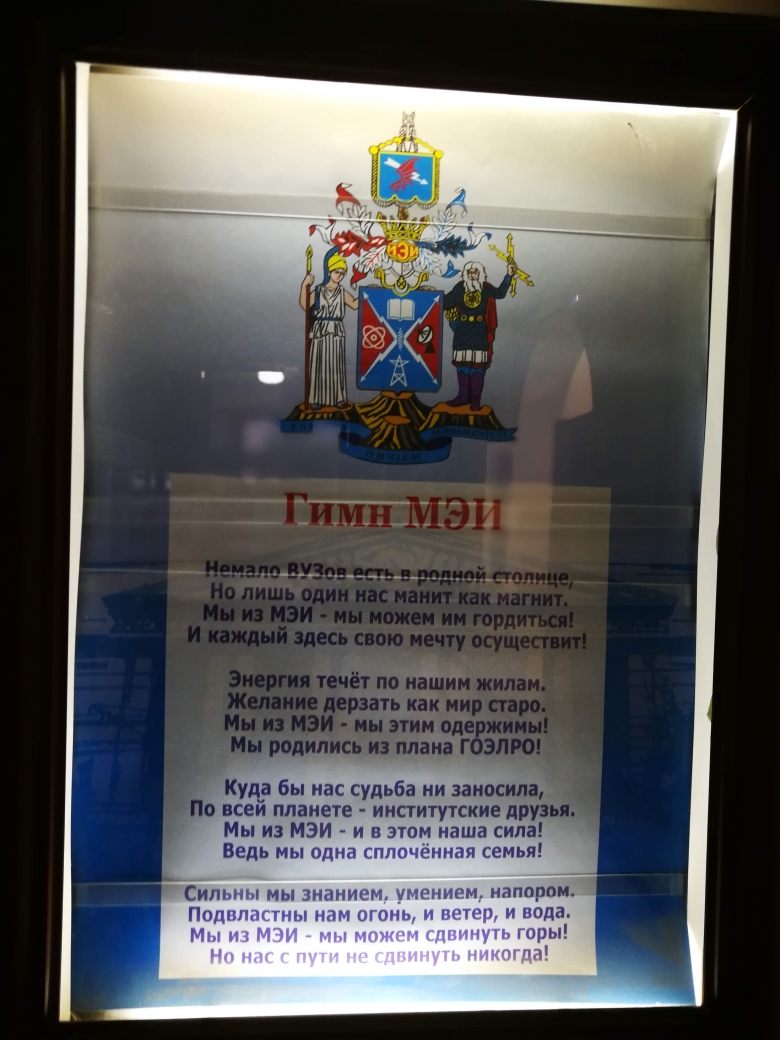 МЭИ
OMNIUM
FUNDAMENTUM
Гимн МЭИ
Немало ВУЗов есть в родной столице,
Но лишь один нас манит как магнит.
Мы из МЭИ - мы можем им гордиться!
И каждый здесь свою мечту осуществит!
Энергия течёт по нашим жилам.
Желание дерзать как мир старо.
Мы из МЭИ - мы этим одержимы!
Мы родились из плана ГОЭЛРО!
Куда бы нас судьба ни заносила,
По всей планете - институтские друзья.
Мы из МЭИ - и в этом наша сила!
Ведь мы одна сплочённая семья!
Сильны мы знанием, умением, напором.
Подвластны нам огонь, и ветер, и вода.
Мы из МЭИ - мы можем сдвинуть горы!
Но нас с пути не сдвинуть никогда!